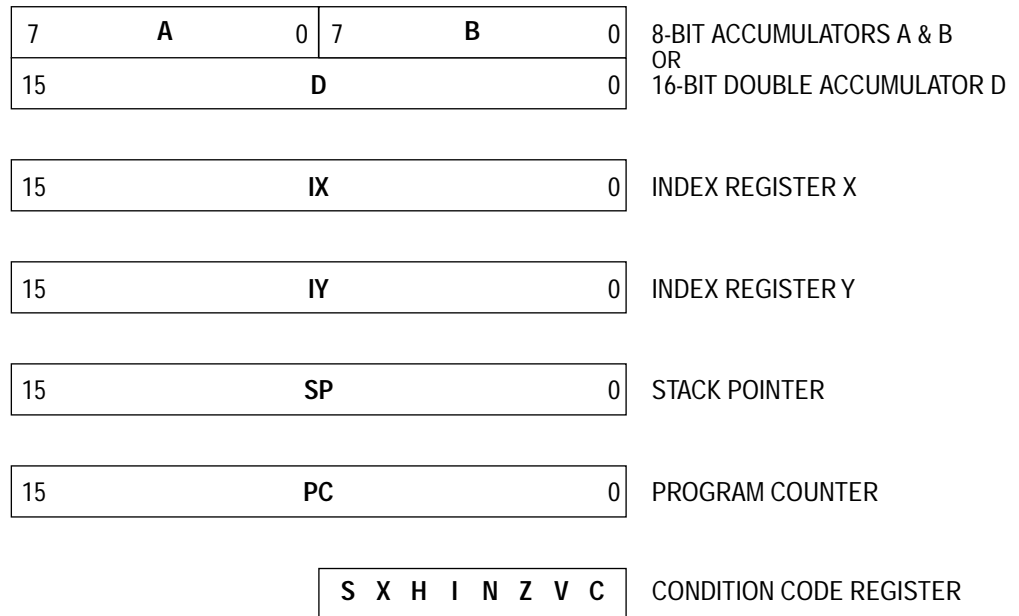 7 A 0 7 B 0 8-BIT ACCUMULATORS A & B
OR
15 D 0 16-BIT DOUBLE ACCUMULATOR D
15 IX 0 INDEX REGISTER X
15 IY 0 INDEX REGISTER Y
15 SP 0 STACK POINTER
15 PC 0 PROGRAM COUNTER
S X H I N Z V C CONDITION CODE REGISTER